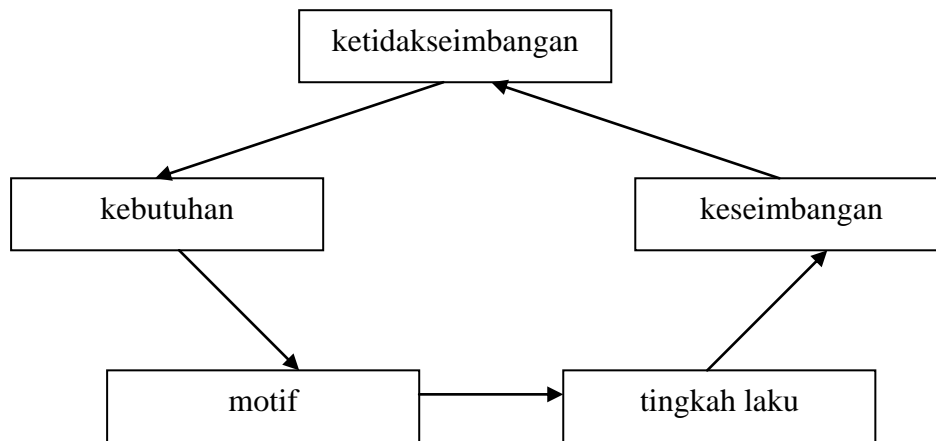 ketidakseimbangan
kebutuhan
keseimbangan
motif
tingkah laku